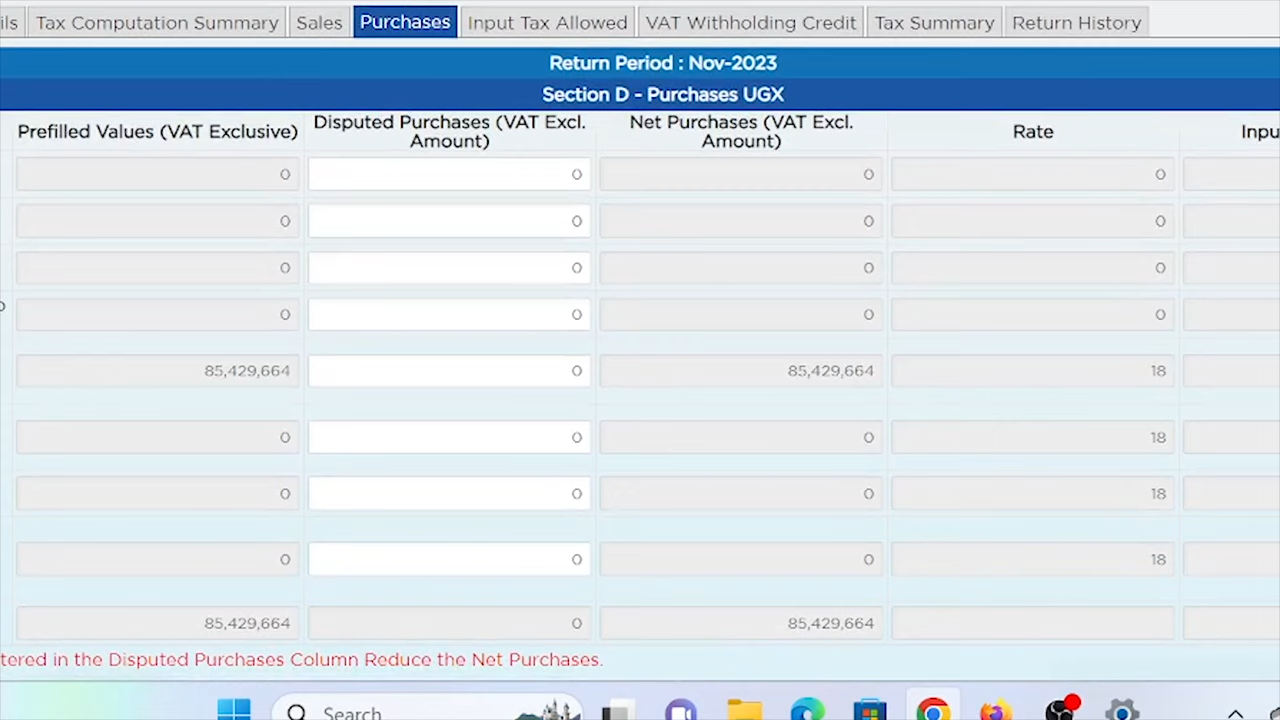 ils Tax Computation Summary Sales Purchases Input Tax Allowed VAT Withholding Credit Tax Summary Return History
Return Period : Nov-2023
Section D - Purchases UGX
Prefilled Values (VAT Exclusive) Disputed Purchases (VAT Excl. Amount) Net Purchases (VAT Excl. Amount) Rate Inpu
0 0 0 0
0 0 0 0
0 0 0 0
0 0 0 0
85,429,664 0 85,429,664 18
0 0 0 18
0 0 0 18
0 0 0 18
85,429,664 0 85,429,664
tered in the Disputed Purchases Column Reduce the Net Purchases.
Search